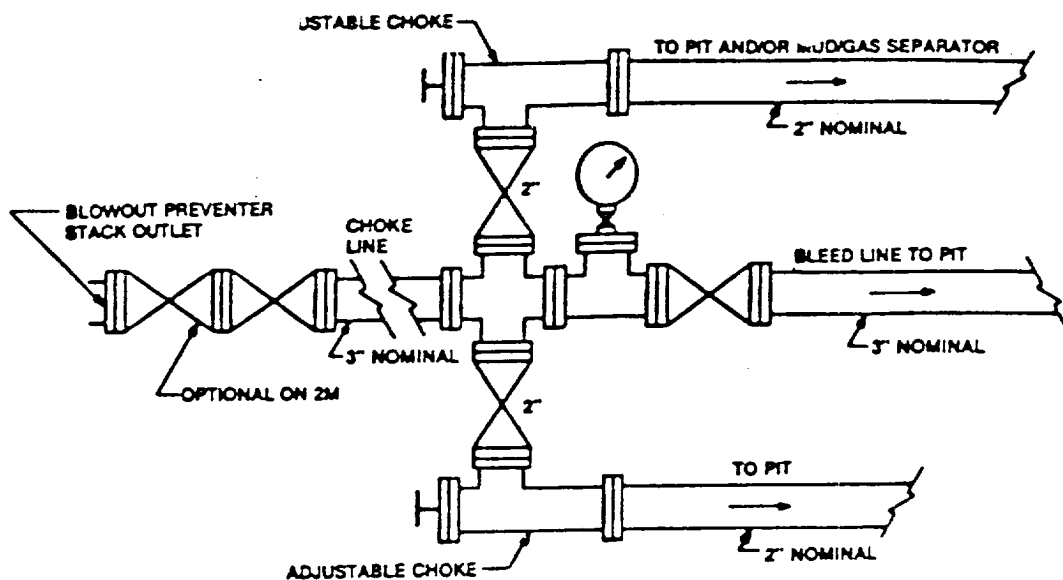 USTABLE CHOKE
TO PIT AND/OR MUD/GAS SEPARATOR
2" NOMINAL
2"
BLOWOUT PREVENTER
STACK OUTLET
CHOKE
LINE
BLEED LINE TO PIT
3" NOMINAL
3" NOMINAL
OPTIONAL ON 2M
2"
TO PIT
2" NOMINAL
ADJUSTABLE CHOKE